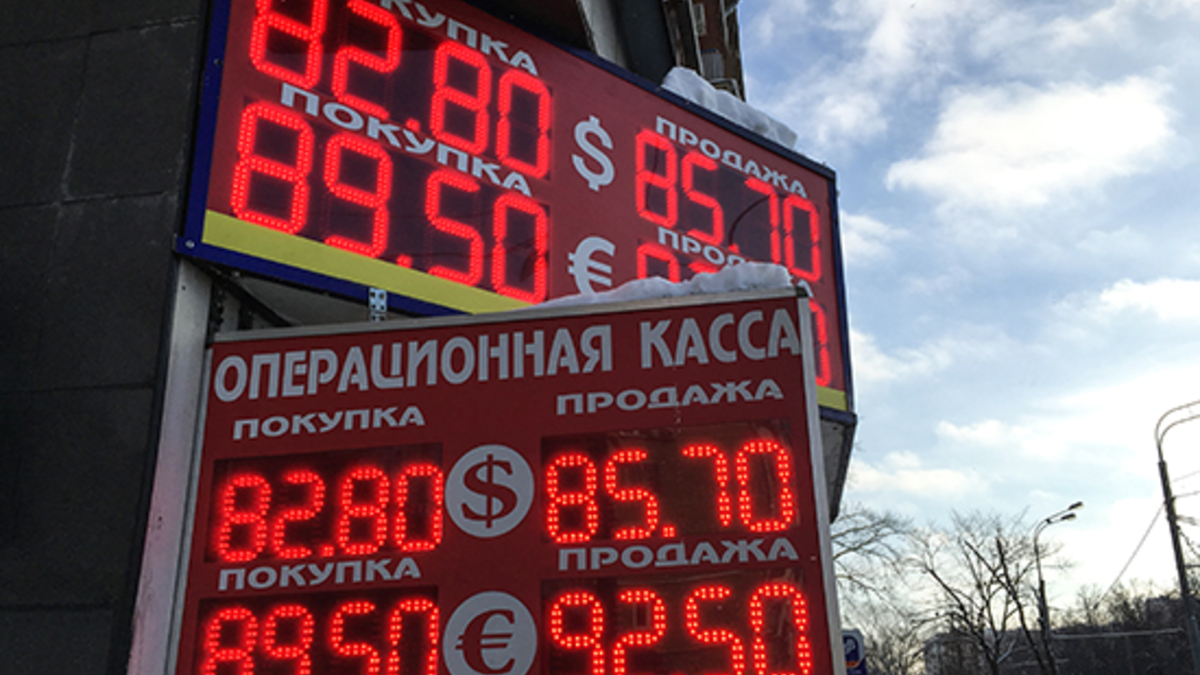 ПОКУПКА
82.80 $ 85.70 ПРОДАЖА
ПОКУПКА
89.50 €
ОПЕРАЦИОННАЯ КАССА
ПОКУПКА ПРОДАЖА
82.80 $ 85.70
ПОКУПКА ПРОДАЖА
89.50 € 92.50